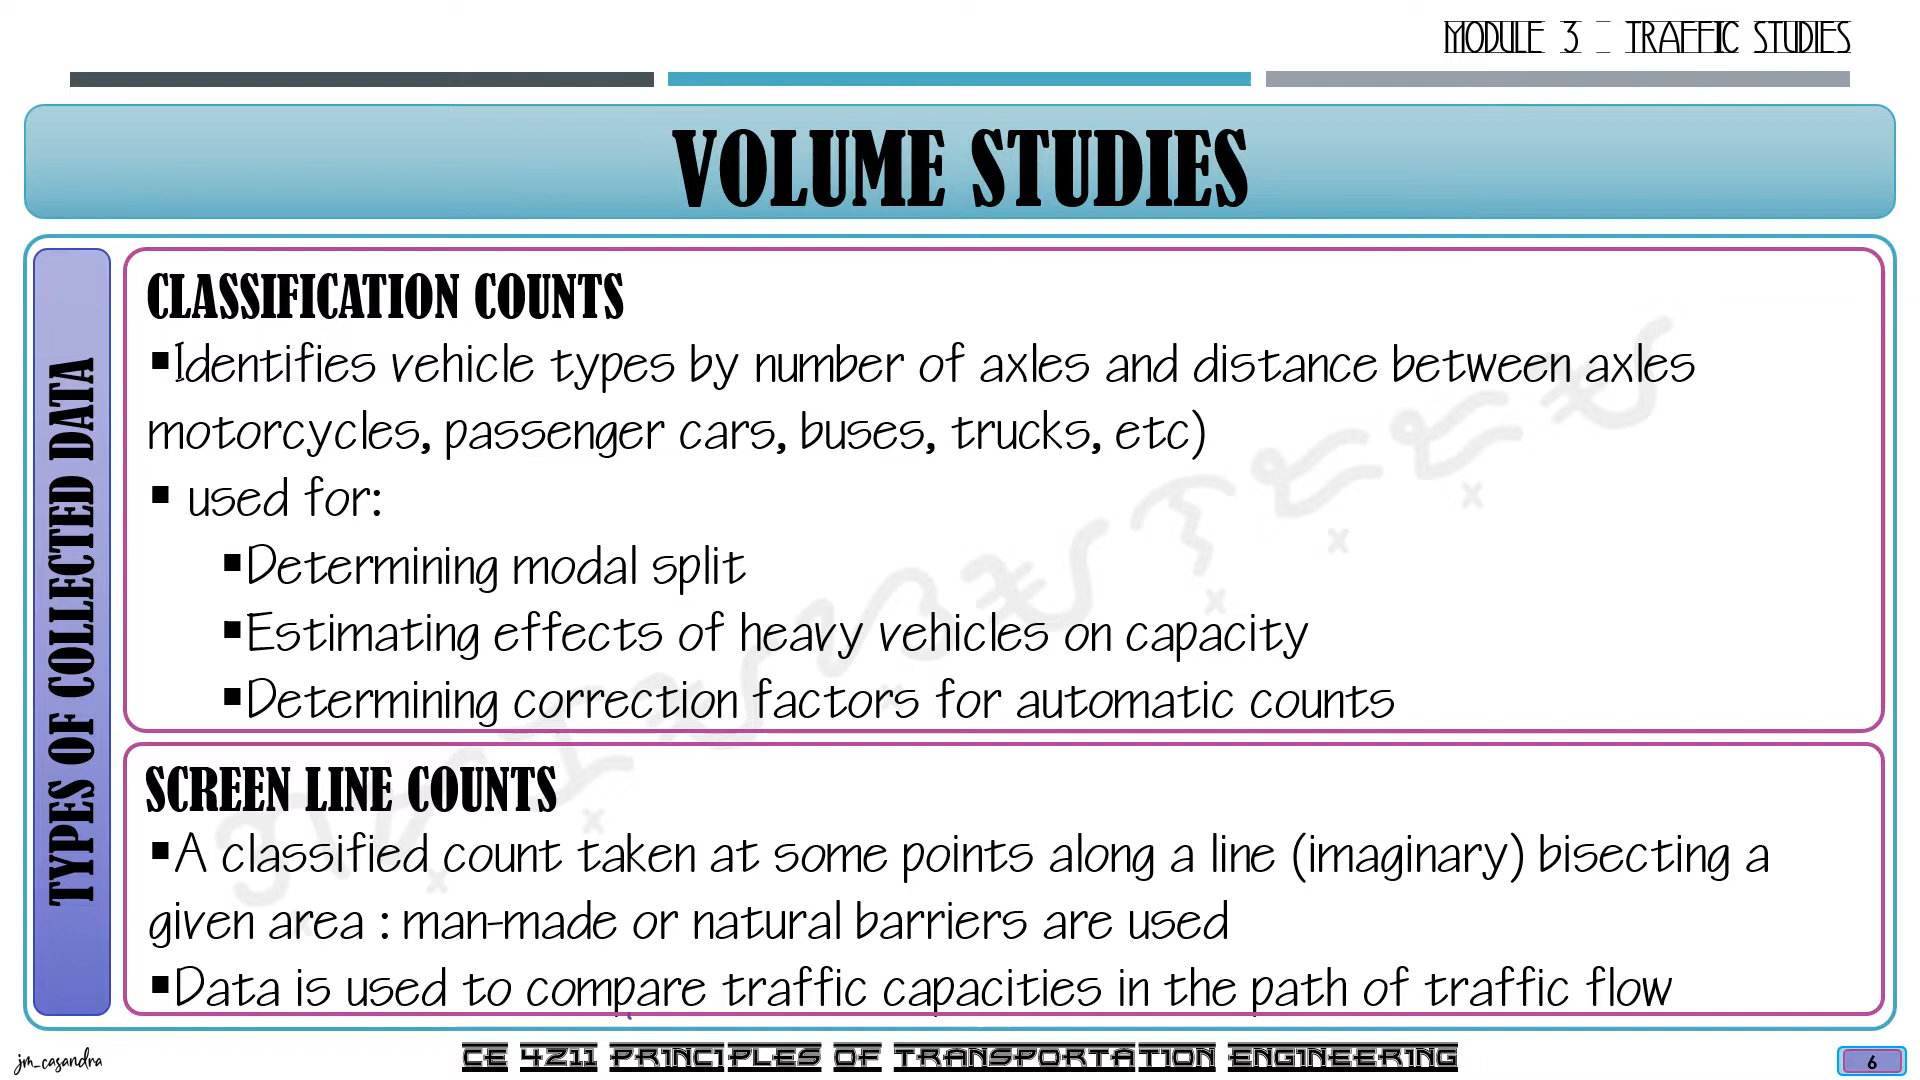 MODULE 3 - TRAFFIC STUDIES
VOLUME STUDIES
TYPES OF COLLECTED DATA
CLASSIFICATION COUNTS
▪Identifies vehicle types by number of axles and distance between axles
motorcycles, passenger cars, buses, trucks, etc)
▪ used for:
▪Determining modal split
▪Estimating effects of heavy vehicles on capacity
▪Determining correction factors for automatic counts
SCREEN LINE COUNTS
▪A classified count taken at some points along a line (imaginary) bisecting a
given area : man-made or natural barriers are used
▪Data is used to compare traffic capacities in the path of traffic flow
jm_casandra
CE 4211 PRINCIPLES OF TRANSPORTATION ENGINEERING
6